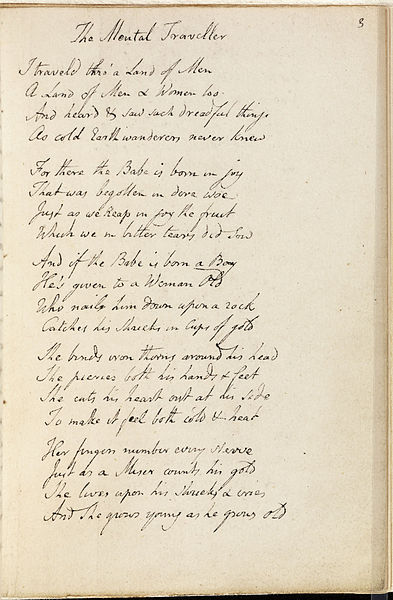 3
The Mental Traveller
I traveld thro' a Land of Men
A Land of Men & Women too
And heard & saw such dreadful things
As cold Earth wanderers never knew
For there the Babe is born in joy
That was begotten in dire woe
Just as we Reap in joy the fruit
Which we in bitter tears did Sow
And if the Babe is born a Boy
He's given to a Woman Old
Who nails him down upon a rock
Catches his Shrieks in Cups of gold
She binds iron thorns around his head
She pierces both his hands & feet
She cuts his heart out at his Side
To make it feel both cold & heat
Her fingers number every Nerve
Just as a Miser counts his gold
She lives upon his Shrieks & cries
And She grows young as he grows old